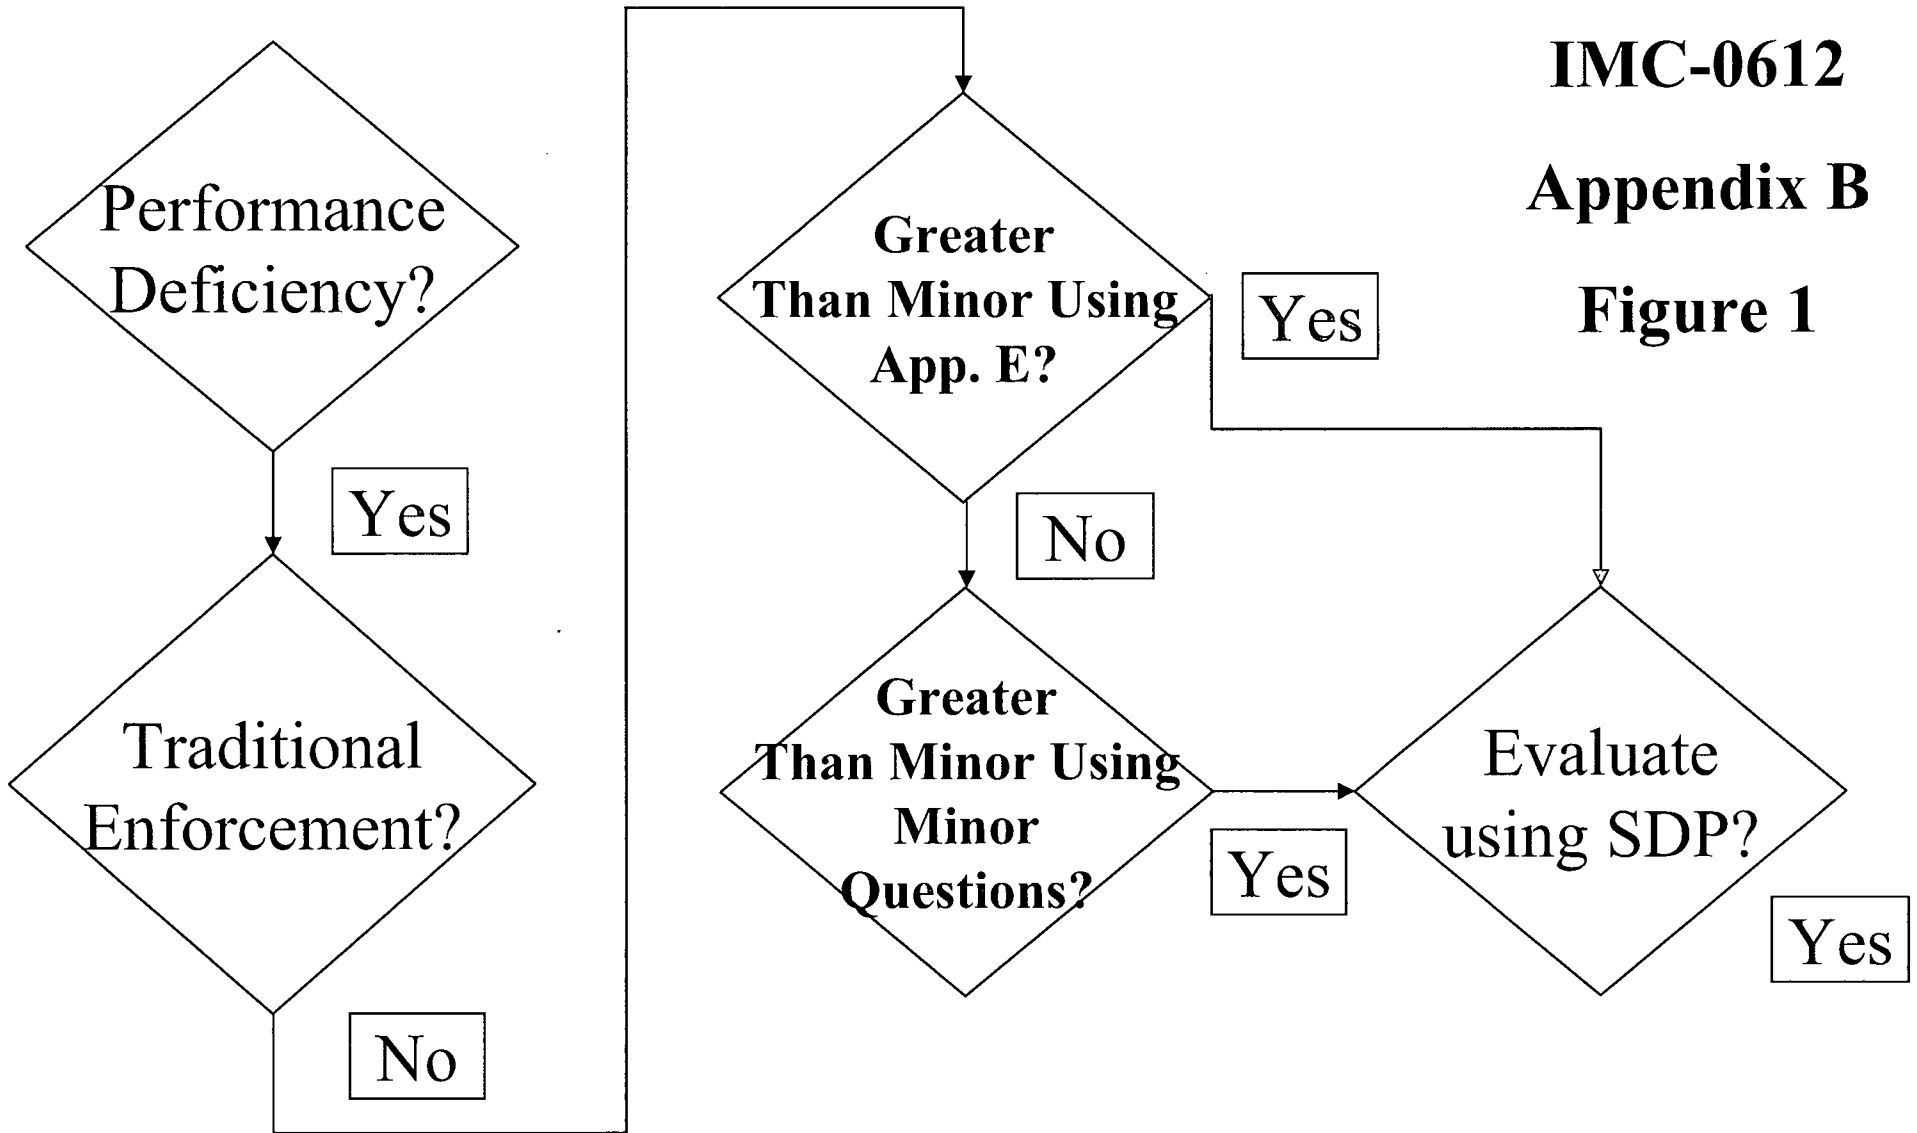 IMC-0612
Appendix B
Figure 1
Performance
Deficiency?
Yes
Traditional
Enforcement?
No
Greater
Than Minor Using
App. E?
Yes
No
Greater
Than Minor Using
Minor
Questions?
Yes
Evaluate
using SDP?
Yes